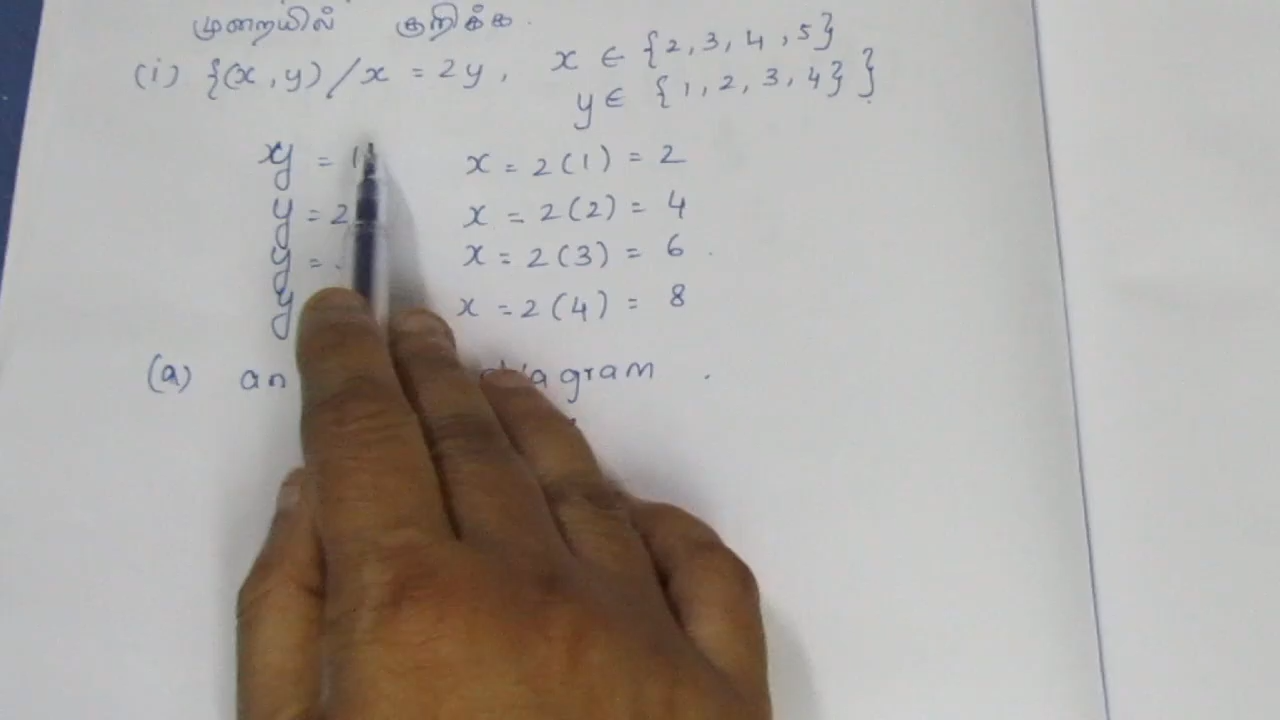 முறையில் குறிக்க.
(i) {(x, y) / x = 2y, x ∈ {2, 3, 4, 5}
y ∈ {1, 2, 3, 4} }
y = 1 x = 2(1) = 2
y = 2 x = 2(2) = 4
y = x = 2(3) = 6
y x = 2(4) = 8
(a) an diagram